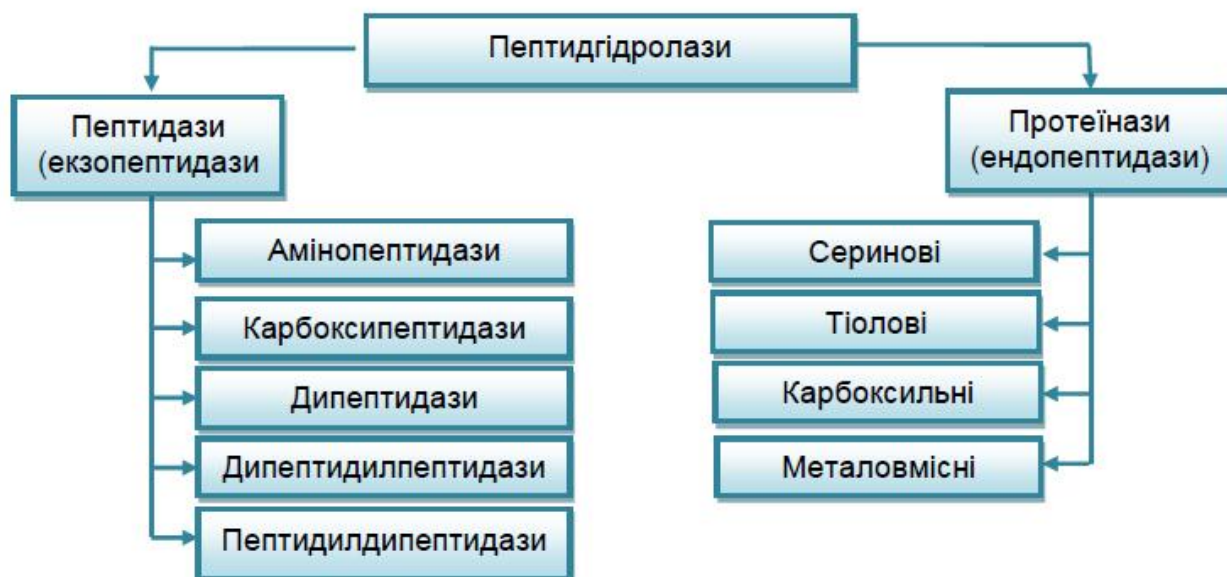 Пептидгідролази
Пептидази
(екзопептидази
Протеїнази
(ендопептидази)
Амінопептидази
Карбоксипептидази
Дипептидази
Дипептидилпептидази
Пептидилдипептидази
Серинові
Тіолові
Карбоксильні
Металовмісні